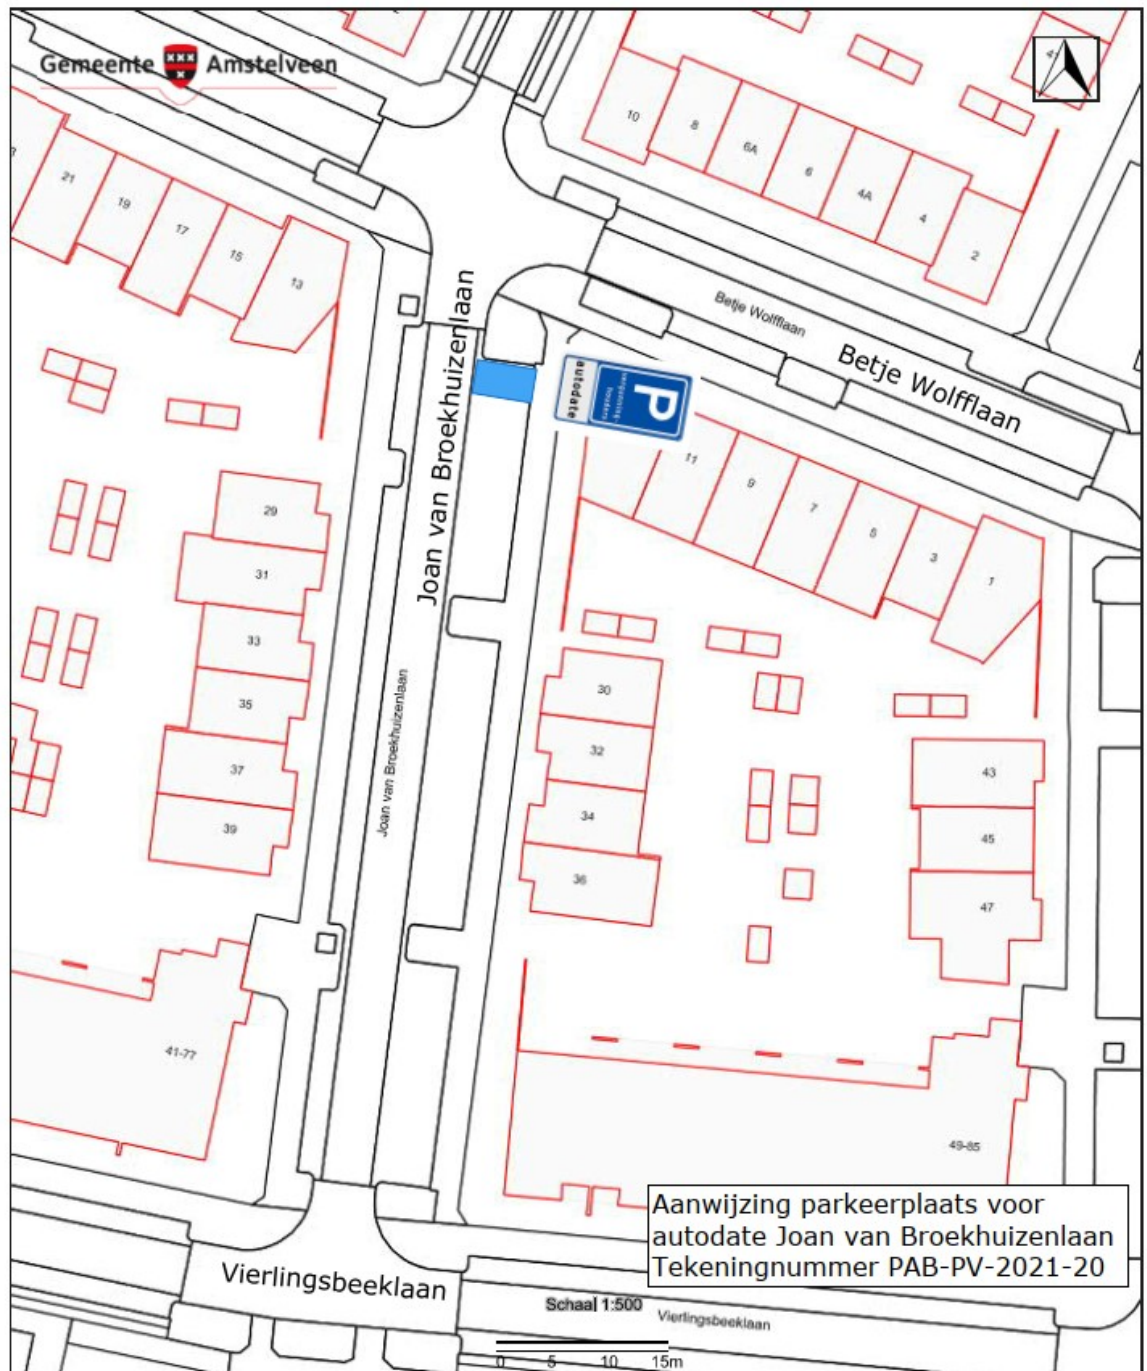 Gemeente Amstelveen
10
8
6A
6
4A
4
2
21
19
17
15
13
Joan van Broekhuizenlaan
Betje Wolfflaan
Betje Wolfflaan
P
vergunning
houders
autodate
11
9
7
5
3
1
29
31
33
35
37
39
Joan van Broekhuizenlaan
30
32
34
36
43
45
47
41-77
49-85
Aanwijzing parkeerplaats voor
autodate Joan van Broekhuizenlaan
Tekeningnummer PAB-PV-2021-20
Vierlingsbeeklaan
Schaal 1:500
Vierlingsbeeklaan
0 5 10 15m